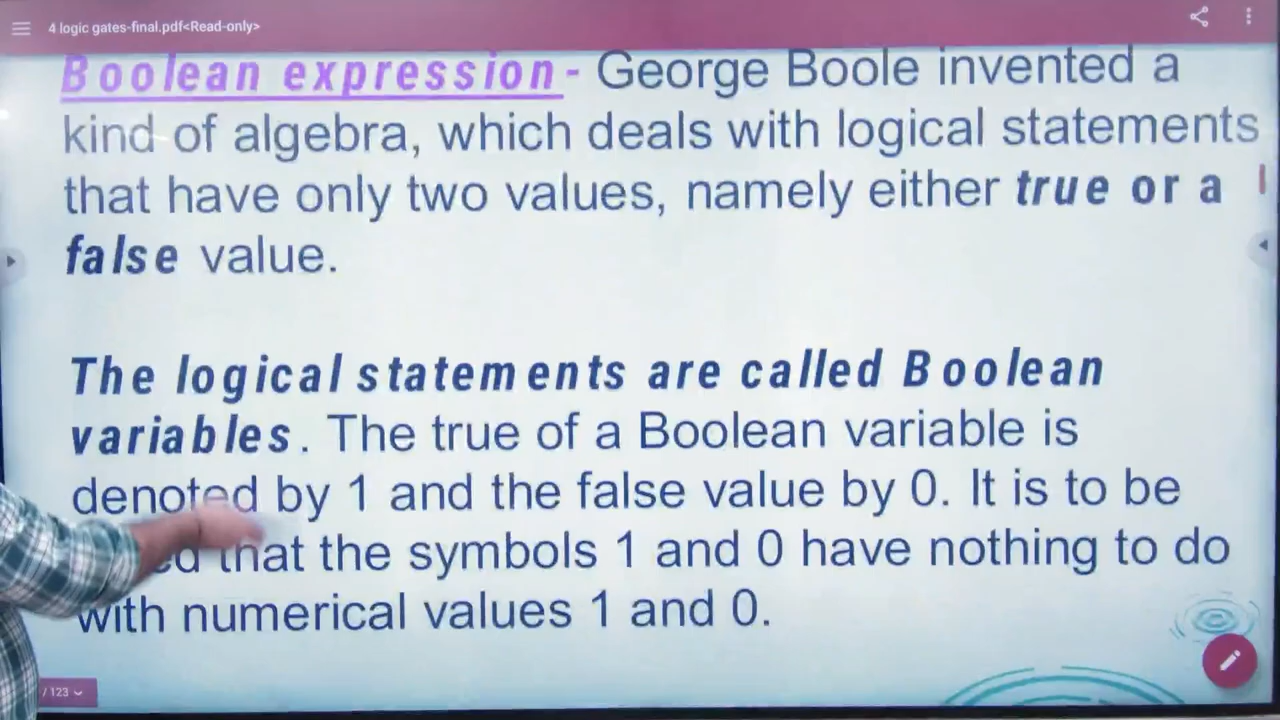 4 logic gates-final.pdf<Read-only>
Boolean expression- George Boole invented a
kind of algebra, which deals with logical statements
that have only two values, namely either true or a
false value.
The logical statements are called Boolean
variables. The true of a Boolean variable is
denoted by 1 and the false value by 0. It is to be
that the symbols 1 and 0 have nothing to do
with numerical values 1 and 0.
/ 123